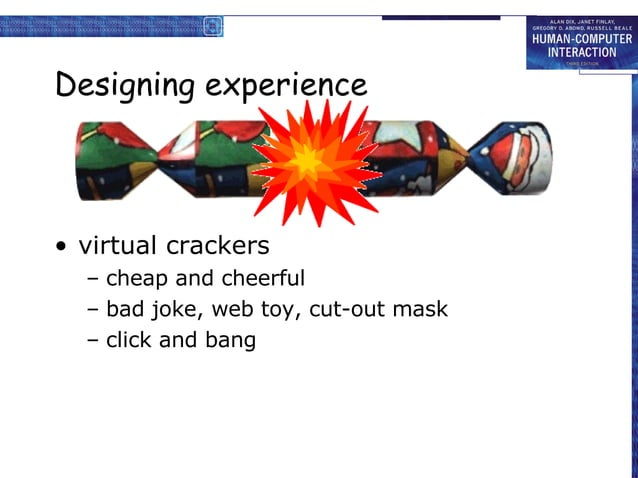 ALAN DIX, JANET FINLAY,
GREGORY D. ABOWD, RUSSELL BEALE
HUMAN-COMPUTER
INTERACTION
THIRD EDITION
Designing experience
• virtual crackers
– cheap and cheerful
– bad joke, web toy, cut-out mask
– click and bang